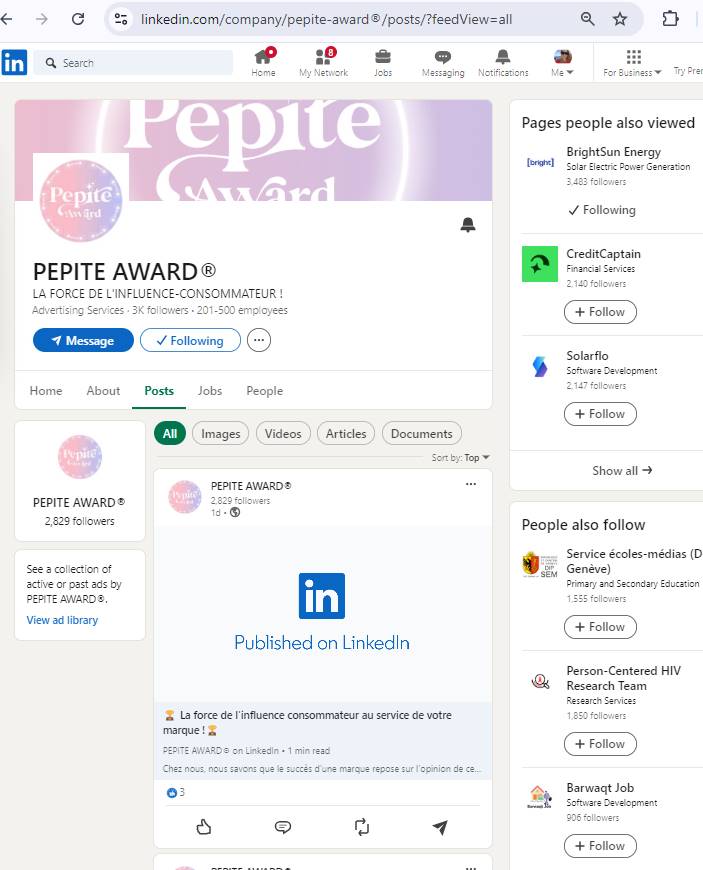 linkedin.com/company/pepite-award®/posts/?feedView=all
in
Search
Home
8
My Network
Jobs
Messaging
Notifications
Me
For Business
Try Pre
Pepite
Award
Pepite
Award
PEPITE AWARD®
LA FORCE DE L'INFLUENCE-CONSOMMATEUR !
Advertising Services · 3K followers · 201-500 employees
Message
Following
Home
About
Posts
Jobs
People
Pepite
Award
PEPITE AWARD®
2,829 followers
See a collection of
active or past ads by
PEPITE AWARD®.
View ad library
All
Images
Videos
Articles
Documents
Sort by: Top
Pepite
Award
PEPITE AWARD®
2,829 followers
1d •
in
Published on LinkedIn
🏆 La force de l'influence consommateur au service de votre
marque ! 🏆
PEPITE AWARD® on LinkedIn • 1 min read
Chez nous, nous savons que le succès d'une marque repose sur l'opinion de ce...
3
PEPITE AWARD®
Pages people also viewed
[bright]
BrightSun Energy
Solar Electric Power Generation
3,483 followers
Following
CreditCaptain
Financial Services
2,140 followers
+ Follow
Solarflo
Software Development
2,147 followers
+ Follow
Show all →
People also follow
DIP
SEM
Service écoles-médias (D
Genève)
Primary and Secondary Education
1,555 followers
+ Follow
Person-Centered HIV
Research Team
Research Services
1,850 followers
+ Follow
Barwaqt Job
Barwaqt Job
Software Development
906 followers
+ Follow